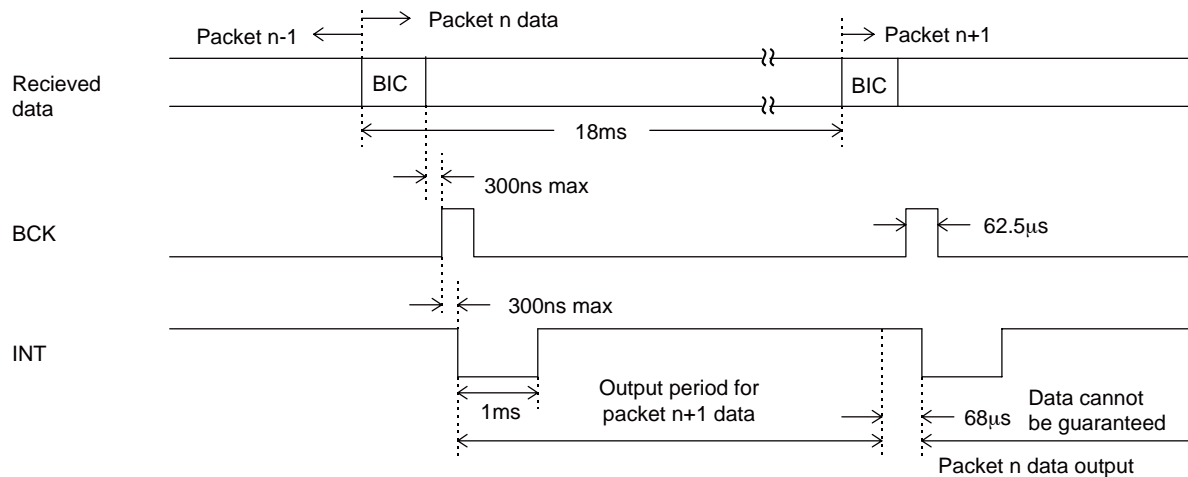 Packet n data
Packet n-1
Packet n+1
Recieved
data
BIC
BIC
18ms
300ns max
BCK
62.5μs
300ns max
INT
1ms
Output period for
packet n+1 data
68μs
Data cannot
be guaranteed
Packet n data output